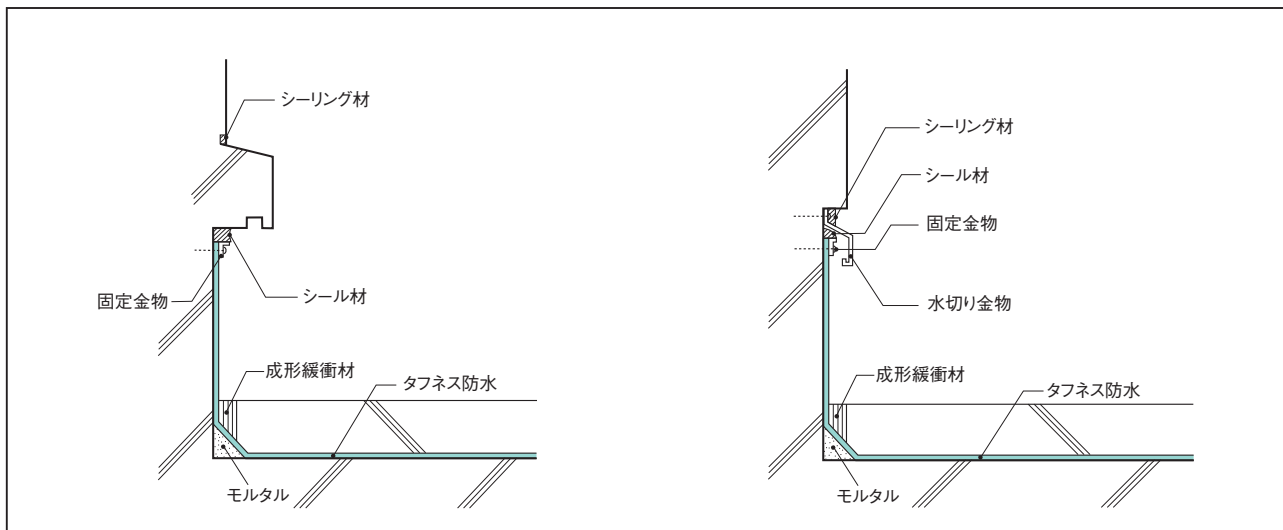 シーリング材
固定金物
シール材
成形緩衝材
タフネス防水
モルタル
シーリング材
シール材
固定金物
水切り金物
成形緩衝材
タフネス防水
モルタル